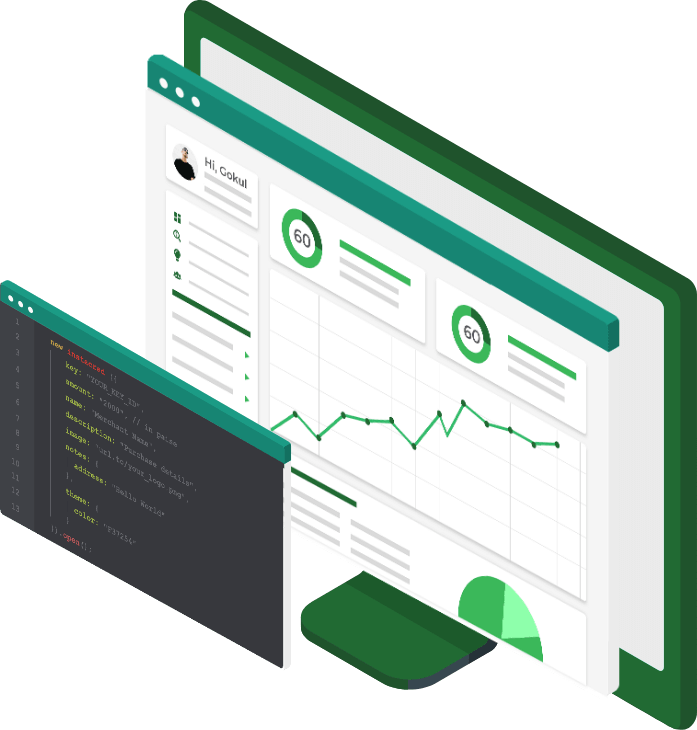 Hi, Gokul
60
60
1
2 new instacred ({
3 key: "YOUR_KEY_ID",
4 amount: "2000", // in paise
5 name: "Merchant Name",
6 description: "Purchase details",
7 image: "url.to/your_logo.png",
8 notes: {
9 address: "Hello World"
10 },
11 theme: {
12 color: "F37254"
13 }
}).open();